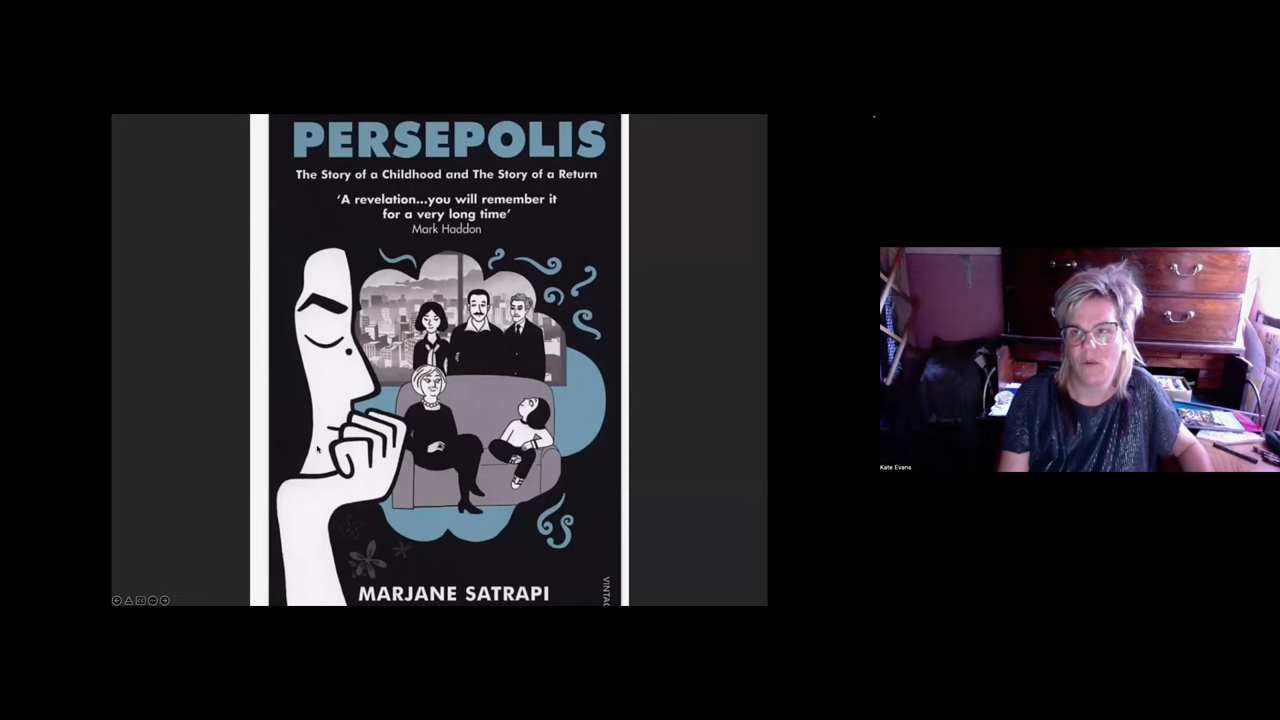 PERSEPOLIS
The Story of a Childhood and The Story of a Return
‘A revelation...you will remember it
for a very long time’
Mark Haddon
MARJANE SATRAPI
Kate Evans